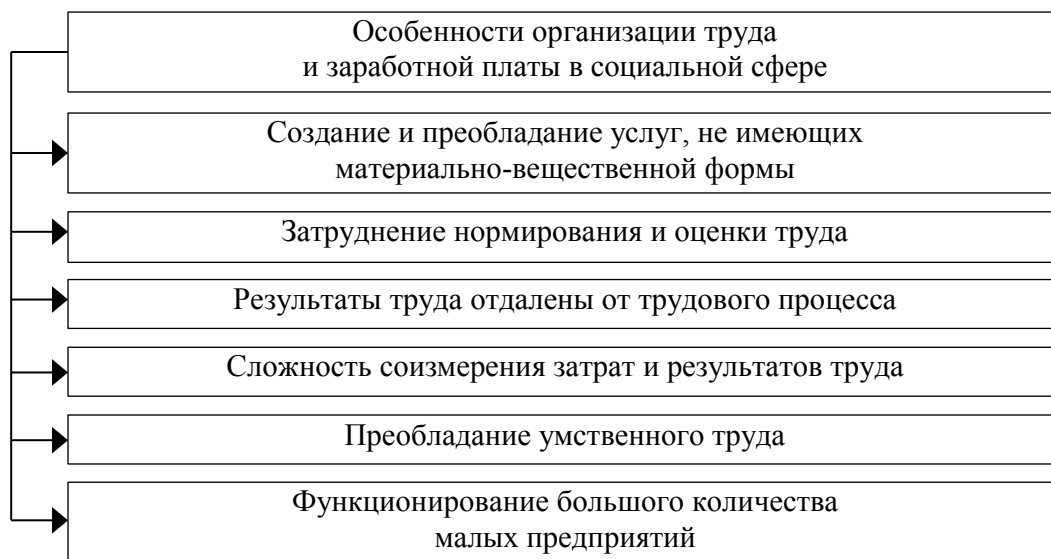 Особенности организации труда
и заработной платы в социальной сфере
Создание и преобладание услуг, не имеющих
материально-вещественной формы
Затруднение нормирования и оценки труда
Результаты труда отдалены от трудового процесса
Сложность соизмерения затрат и результатов труда
Преобладание умственного труда
Функционирование большого количества
малых предприятий